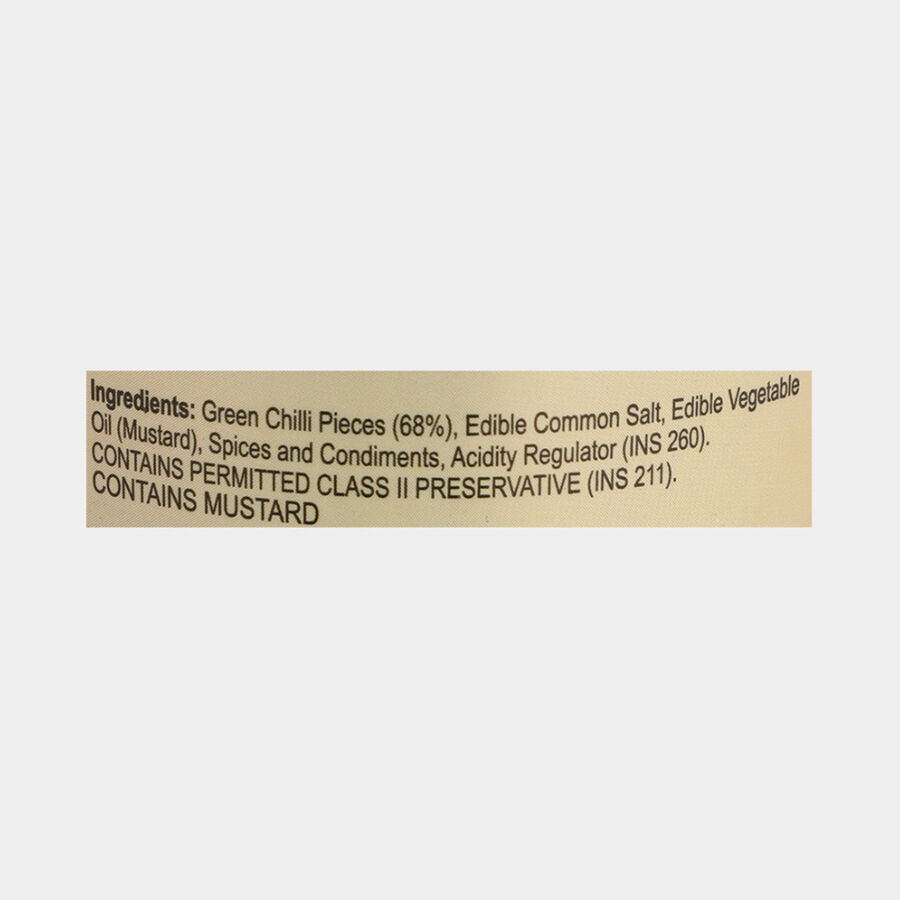 Ingredients: Green Chilli Pieces (68%), Edible Common Salt, Edible Vegetable
Oil (Mustard), Spices and Condiments, Acidity Regulator (INS 260).
CONTAINS PERMITTED CLASS II PRESERVATIVE (INS 211).
CONTAINS MUSTARD